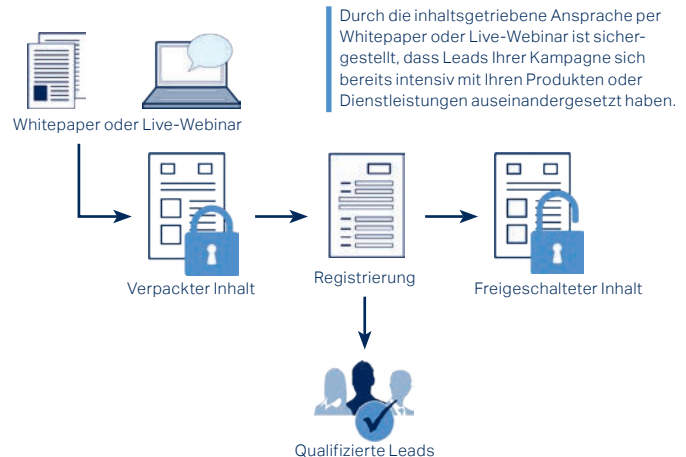 Durch die inhaltsgetriebene Ansprache per
Whitepaper oder Live-Webinar ist sicher-
gestellt, dass Leads Ihrer Kampagne sich
bereits intensiv mit Ihren Produkten oder
Dienstleistungen auseinandergesetzt haben.
Whitepaper oder Live-Webinar
Verpackter Inhalt
Registrierung
Freigeschalteter Inhalt
Qualifizierte Leads